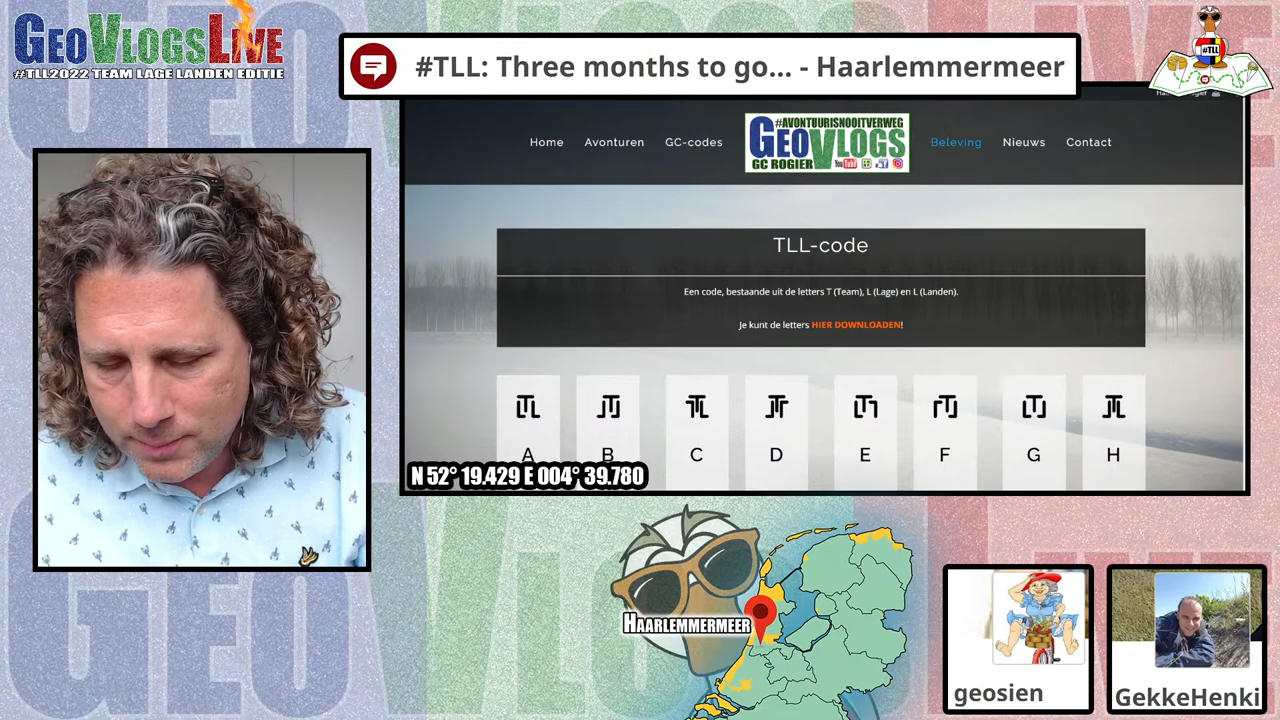 GEOVLOGSLIVE
#TLL2022 TEAM LAGE LANDEN EDITIE
#TLL: Three months to go... - Haarlemmermeer
#TLL
Home Avonturen GC-codes
#AVONTUURISNOOITVERWEG
GEOVLOGS
GC ROGIER YouTube
Beleving Nieuws Contact
TLL-code
Een code, bestaande uit de letters T (Team), L (Lage) en L (Landen).
Je kunt de letters HIER DOWNLOADEN!
A B C D E F G H
N 52° 19.429 E 004° 39.780
HAARLEMMERMEER
geosien
GekkeHenki